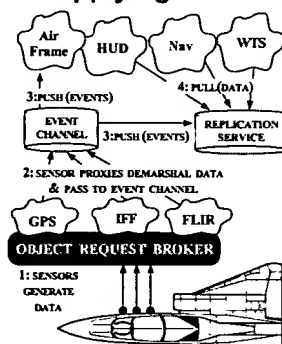 Air
Frame
HUD
Nav
WTS
3:PUSH(EVENTS)
4: PULL(DATA)
EVENT
CHANNEL
3:PUSH(EVENTS)
REPLICATION
SERVICE
2: SENSOR PROXIES DEMARSHAL DATA
& PASS TO EVENT CHANNEL
GPS
IFF
FLIR
OBJECT REQUEST BROKER
1: SENSORS
GENERATE
DATA